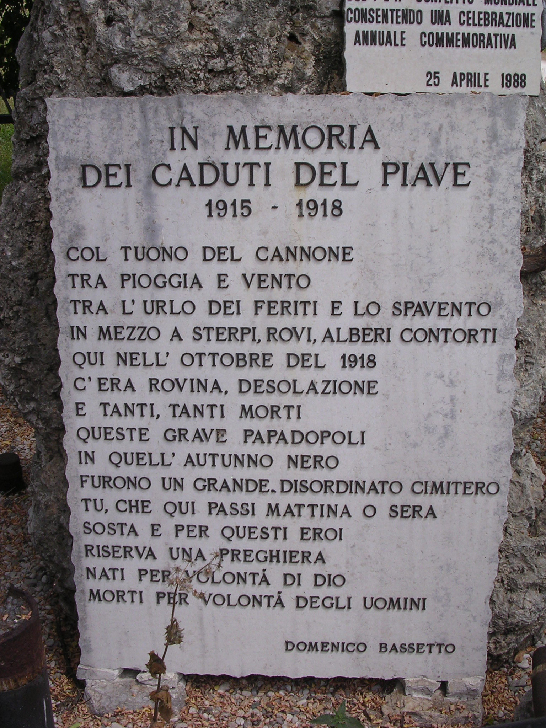 CONSENTENDO UNA CELEBRAZIONE
ANNUALE COMMEMORATIVA
25 APRILE 1988
IN MEMORIA
DEI CADUTI DEL PIAVE
1915 - 1918
COL TUONO DEL CANNONE
TRA PIOGGIA E VENTO
TRA L'URLO DEI FERITI E LO SPAVENTO
IN MEZZO A STERPI, ROVI, ALBERI CONTORTI
QUI NELL'OTTOBRE DEL 1918
C'ERA ROVINA, DESOLAZIONE
E TANTI, TANTI MORTI
QUESTE GRAVE PAPADOPOLI
IN QUELL'AUTUNNO NERO
FURONO UN GRANDE, DISORDINATO CIMITERO
TU, CHE QUI PASSI MATTINA O SERA
SOSTA E PER QUESTI EROI
RISERVA UNA PREGHIERA
NATI PER VOLONTÁ DI DIO
MORTI PER VOLONTÁ DEGLI UOMINI
DOMENICO BASSETTO